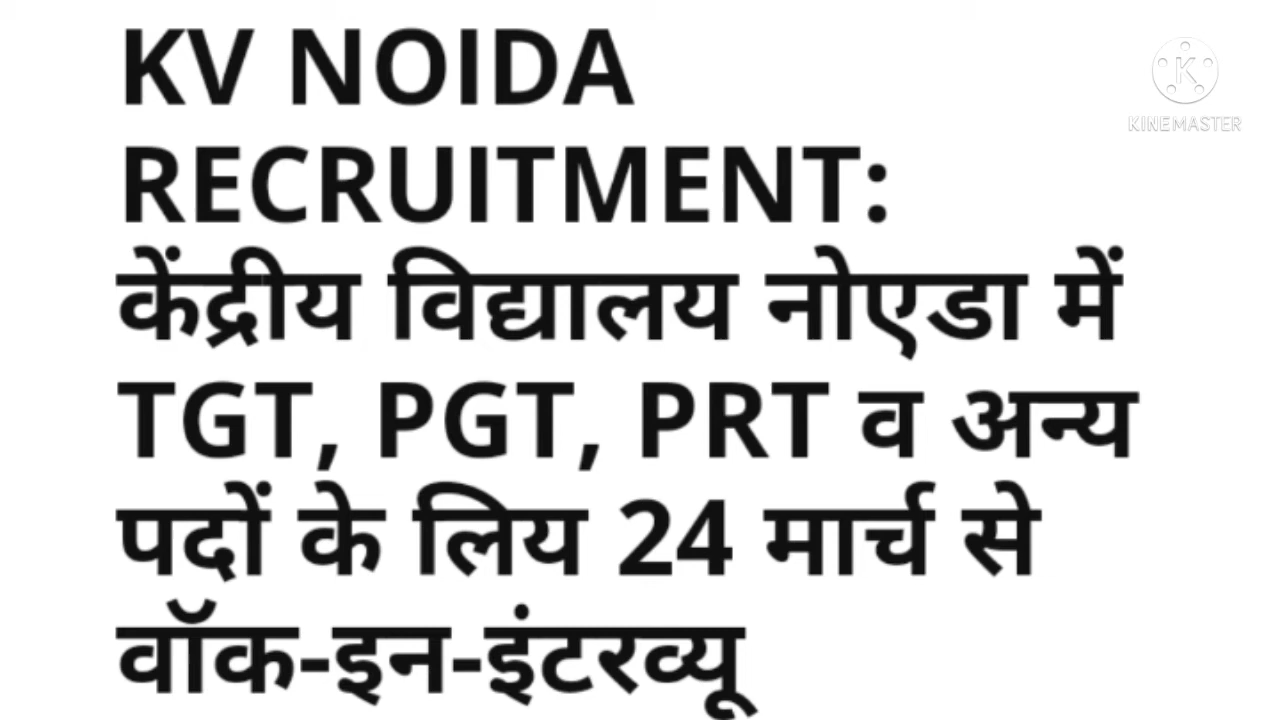 KV NOIDA
KINEMASTER
RECRUITMENT:
केंद्रीय विद्यालय नोएडा में
TGT, PGT, PRT व अन्य
पदों के लिय 24 मार्च से
वॉक-इन-इंटरव्यू